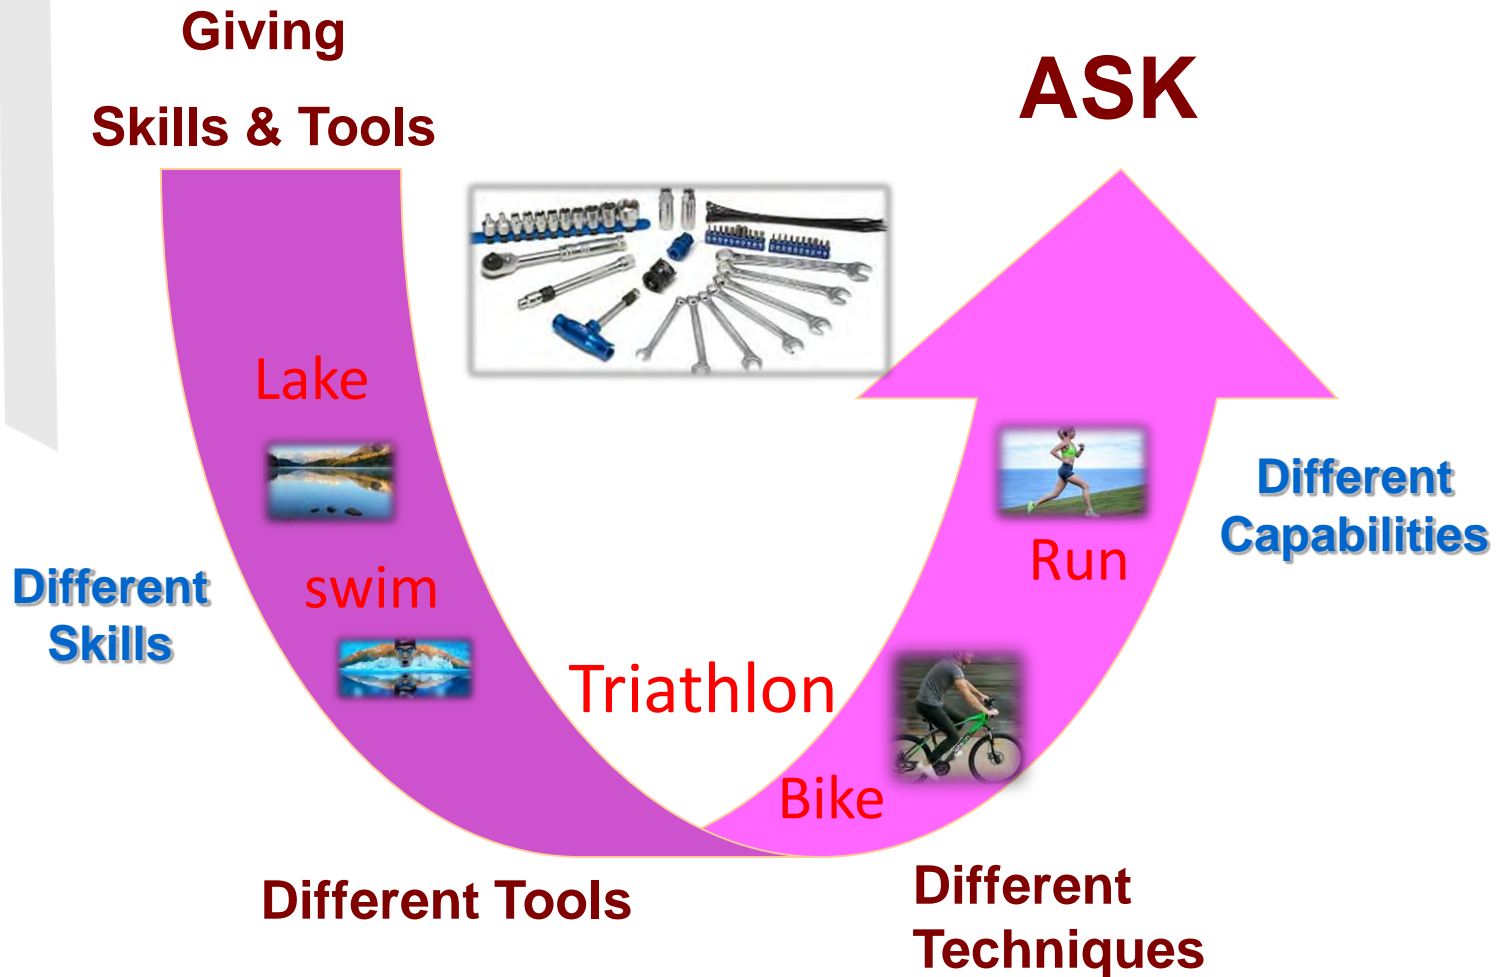 Giving
Skills & Tools
ASK
Lake
swim
Different
Skills
Triathlon
Bike
Run
Different
Capabilities
Different Tools
Different
Techniques